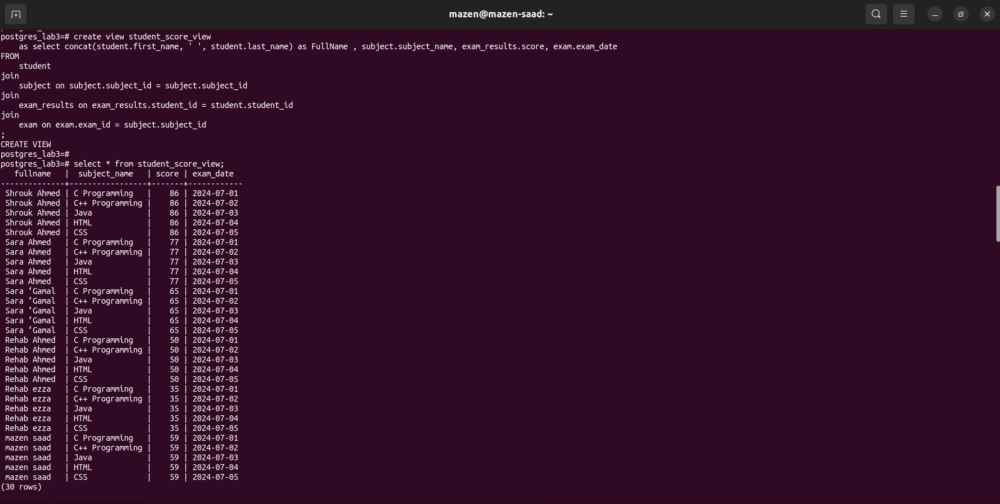 mazen@mazen-saad: ~
postgres_lab3=# create view student_score_view
    as select concat(student.first_name, ' ', student.last_name) as FullName , subject.subject_name, exam_results.score, exam.exam_date
FROM
    student
join
    subject on subject.subject_id = subject.subject_id
join
    exam_results on exam_results.student_id = student.student_id
join
    exam on exam.exam_id = subject.subject_id
;
CREATE VIEW
postgres_lab3=#
postgres_lab3=# select * from student_score_view;
   fullname   |  subject_name   | score | exam_date
--------------+-----------------+-------+------------
 Shrouk Ahmed | C Programming   |    86 | 2024-07-01
 Shrouk Ahmed | C++ Programming |    86 | 2024-07-02
 Shrouk Ahmed | Java            |    86 | 2024-07-03
 Shrouk Ahmed | HTML            |    86 | 2024-07-04
 Shrouk Ahmed | CSS             |    86 | 2024-07-05
 Sara Ahmed   | C Programming   |    77 | 2024-07-01
 Sara Ahmed   | C++ Programming |    77 | 2024-07-02
 Sara Ahmed   | Java            |    77 | 2024-07-03
 Sara Ahmed   | HTML            |    77 | 2024-07-04
 Sara Ahmed   | CSS             |    77 | 2024-07-05
 Sara ‘Gamal  | C Programming   |    65 | 2024-07-01
 Sara ‘Gamal  | C++ Programming |    65 | 2024-07-02
 Sara ‘Gamal  | Java            |    65 | 2024-07-03
 Sara ‘Gamal  | HTML            |    65 | 2024-07-04
 Sara ‘Gamal  | CSS             |    65 | 2024-07-05
 Rehab Ahmed  | C Programming   |    50 | 2024-07-01
 Rehab Ahmed  | C++ Programming |    50 | 2024-07-02
 Rehab Ahmed  | Java            |    50 | 2024-07-03
 Rehab Ahmed  | HTML            |    50 | 2024-07-04
 Rehab Ahmed  | CSS             |    50 | 2024-07-05
 Rehab ezza   | C Programming   |    35 | 2024-07-01
 Rehab ezza   | C++ Programming |    35 | 2024-07-02
 Rehab ezza   | Java            |    35 | 2024-07-03
 Rehab ezza   | HTML            |    35 | 2024-07-04
 Rehab ezza   | CSS             |    35 | 2024-07-05
 mazen saad   | C Programming   |    59 | 2024-07-01
 mazen saad   | C++ Programming |    59 | 2024-07-02
 mazen saad   | Java            |    59 | 2024-07-03
 mazen saad   | HTML            |    59 | 2024-07-04
 mazen saad   | CSS             |    59 | 2024-07-05
(30 rows)